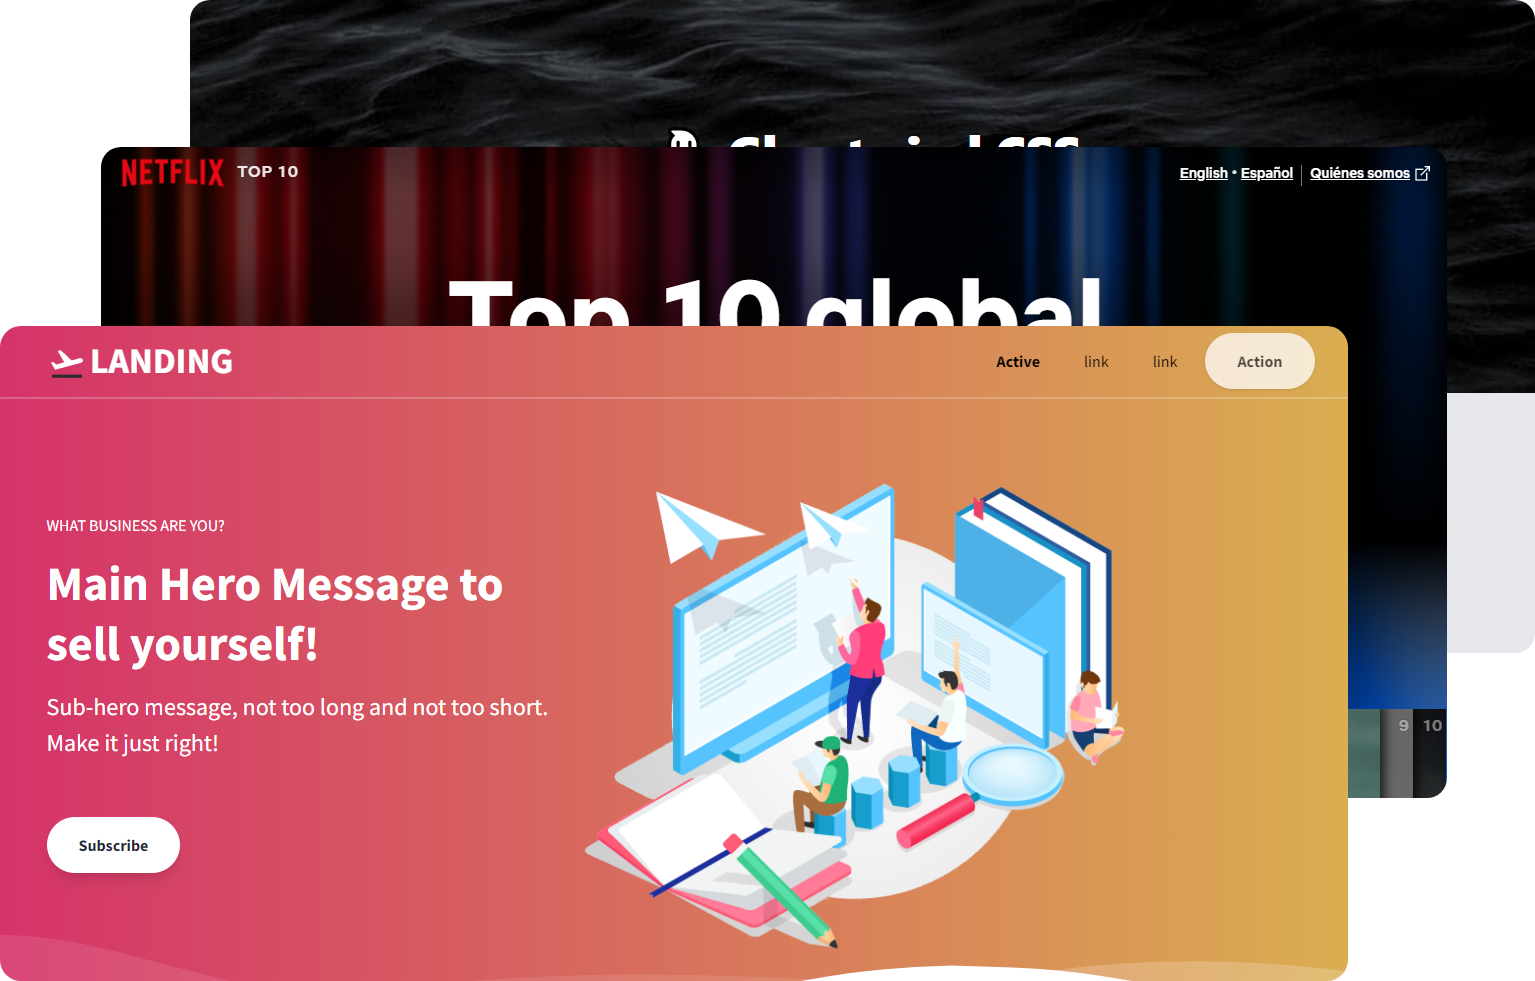 CSS
NETFLIX TOP 10
English • Español Quiénes somos
Top 10 global
LANDING
Active link link Action
WHAT BUSINESS ARE YOU?
Main Hero Message to
sell yourself!
Sub-hero message, not too long and not too short.
Make it just right!
Subscribe
9 10